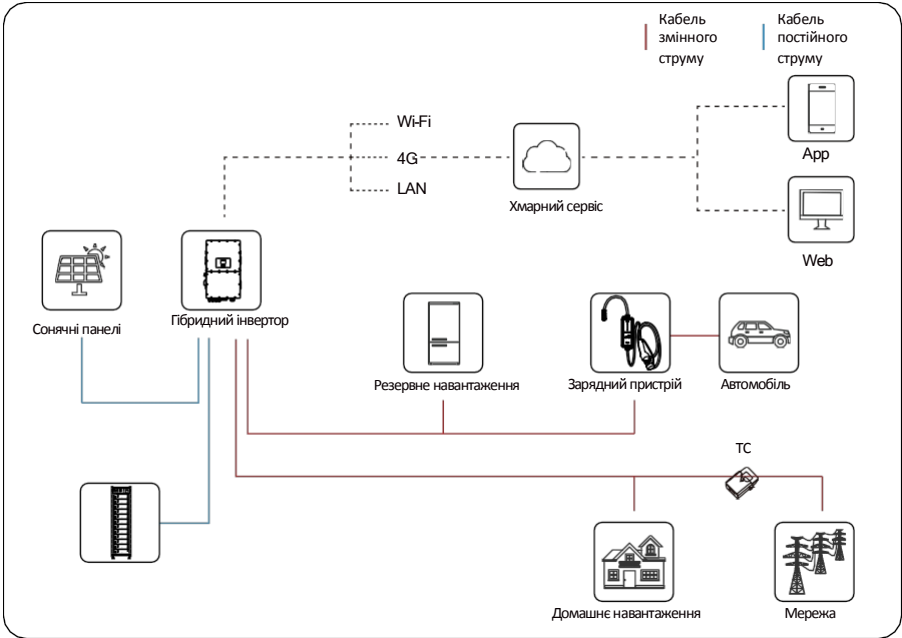 Кабель
змінного
струму
Кабель
постійного
струму
Wi-Fi
4G
LAN
Хмарний сервіс
App
Web
Сонячні панелі
Гібридний інвертор
Резервне навантаження
Зарядний пристрій
Автомобіль
ТС
Домашнє навантаження
Мережа